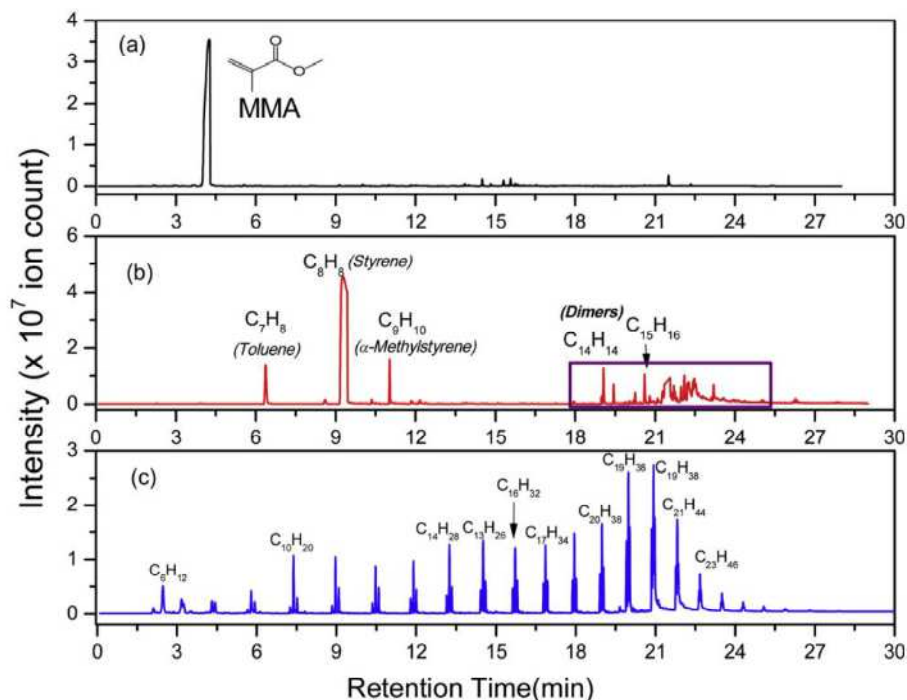 Intensity (x 10⁷ ion count)
4
3
2
1
0
(a)
O
O
MMA
0 3 6 9 12 15 18 21 24 27 30
6
4
2
0
(b)
C₇H₈
(Toluene)
C₈H₈ (Styrene)
C₉H₁₀
(α-Methylstyrene)
(Dimers)
C₁₄H₁₄
C₁₅H₁₆
0 3 6 9 12 15 18 21 24 27 30
3
2
1
0
(c)
C₆H₁₂
C₁₀H₂₀
C₁₄H₂₈
C₁₃H₂₆
C₁₆H₃₂
C₁₇H₃₄
C₂₀H₃₈
C₁₉H₃₈
C₁₉H₃₈
C₂₁H₄₄
C₂₃H₄₆
0 3 6 9 12 15 18 21 24 27 30
Retention Time(min)